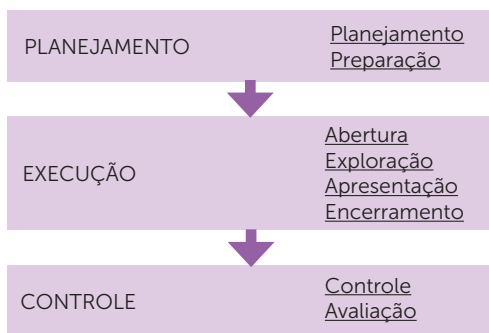 PLANEJAMENTO
Planejamento
Preparação
EXECUÇÃO
Abertura
Exploração
Apresentação
Encerramento
CONTROLE
Controle
Avaliação